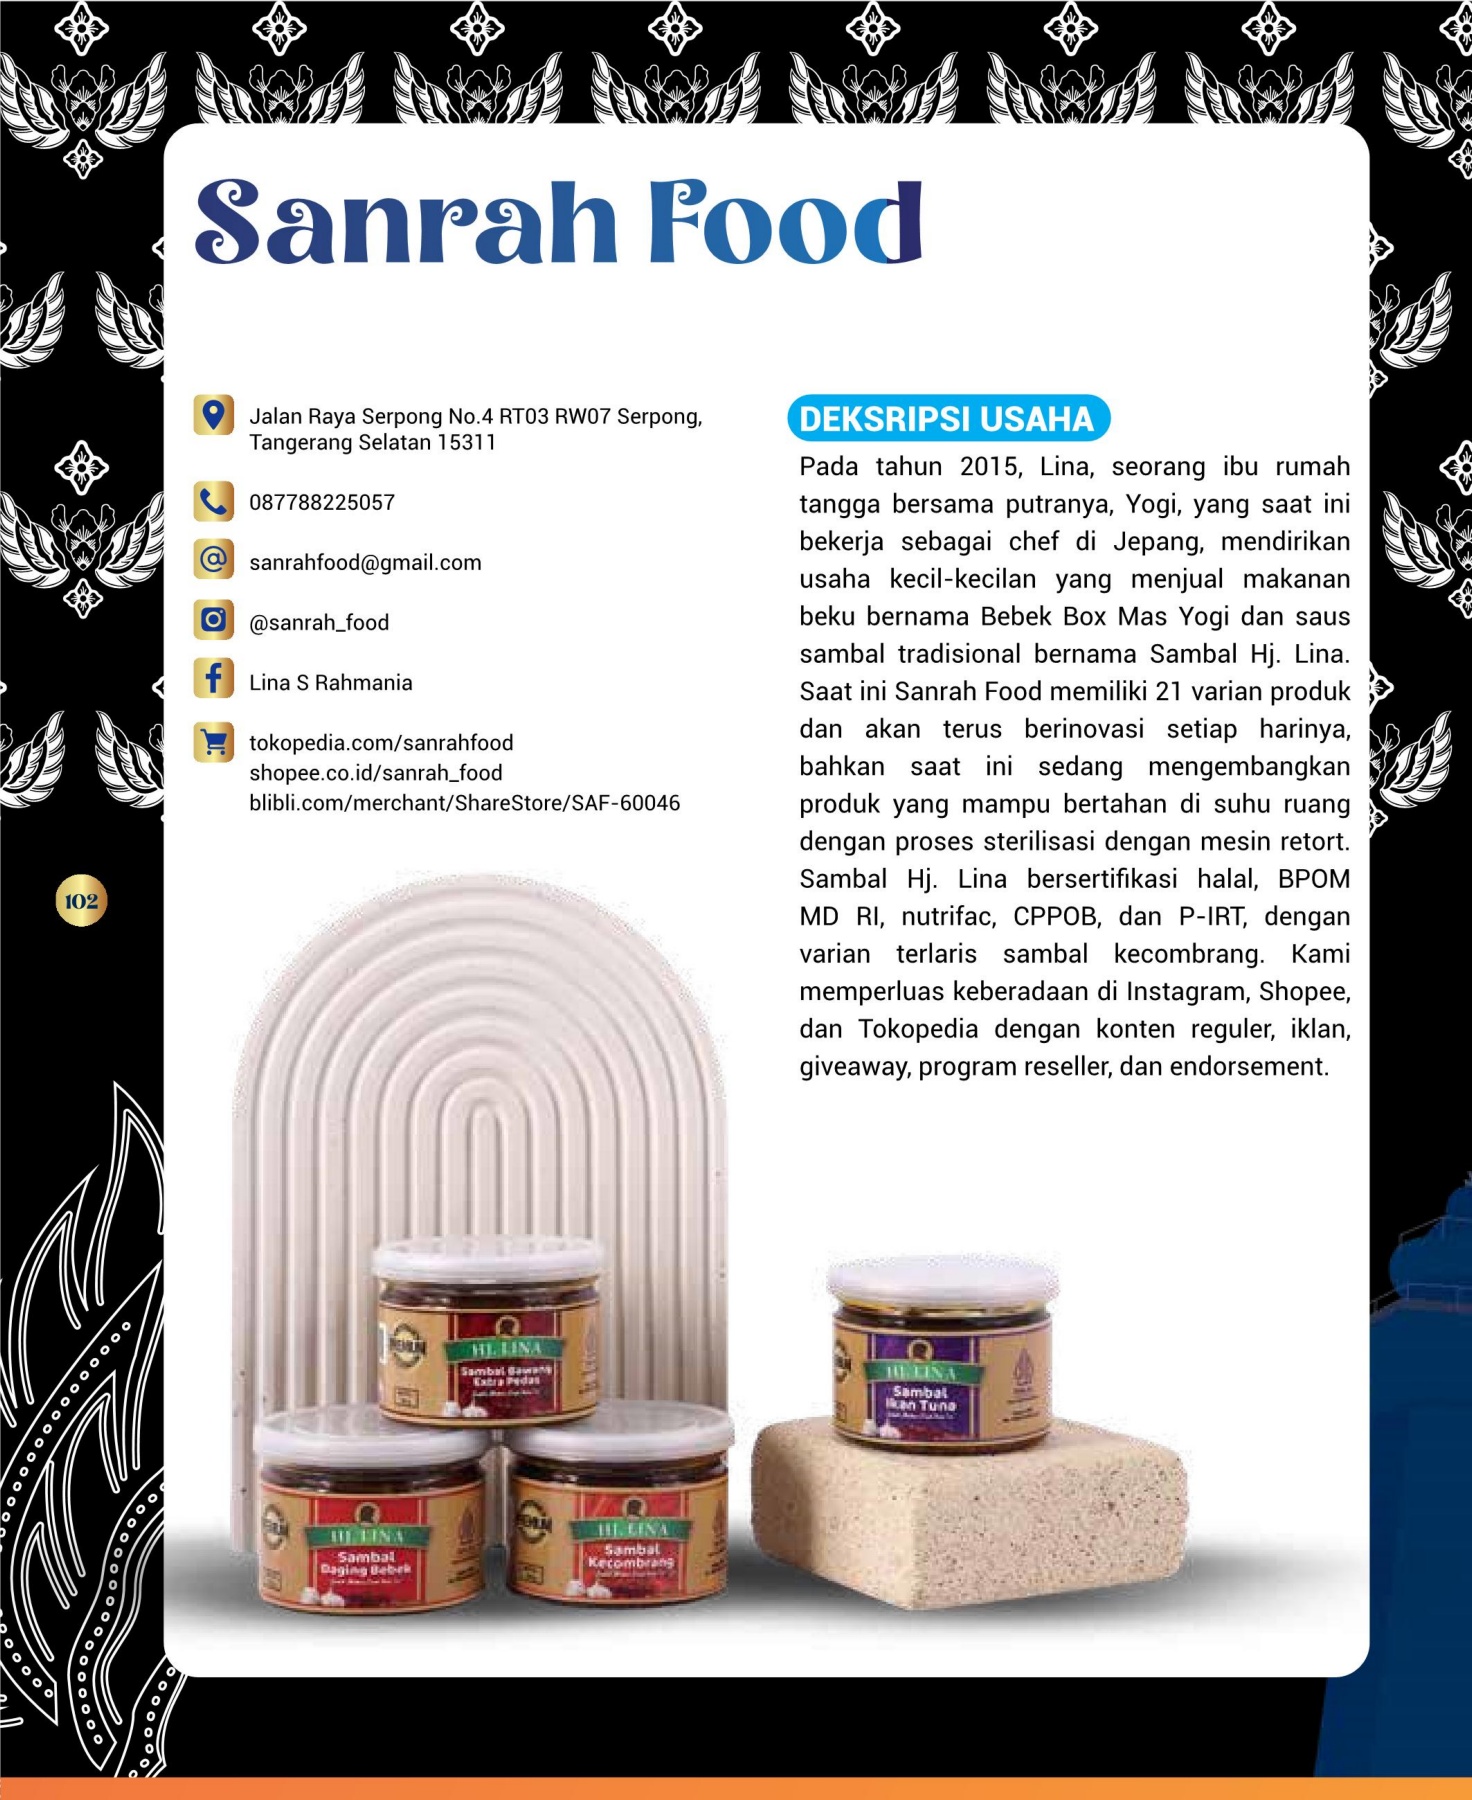 Sanrah Food
Jalan Raya Serpong No.4 RT03 RW07 Serpong,
Tangerang Selatan 15311
087788225057
sanrahfood@gmail.com
@sanrah_food
Lina S Rahmania
tokopedia.com/sanrahfood
shopee.co.id/sanrah_food
blibli.com/merchant/ShareStore/SAF-60046
DEKSRIPSI USAHA
Pada tahun 2015, Lina, seorang ibu rumah
tangga bersama putranya, Yogi, yang saat ini
bekerja sebagai chef di Jepang, mendirikan
usaha kecil-kecilan yang menjual makanan
beku bernama Bebek Box Mas Yogi dan saus
sambal tradisional bernama Sambal Hj. Lina.
Saat ini Sanrah Food memiliki 21 varian produk
dan akan terus berinovasi setiap harinya,
bahkan saat ini sedang mengembangkan
produk yang mampu bertahan di suhu ruang
dengan proses sterilisasi dengan mesin retort.
Sambal Hj. Lina bersertifikasi halal, BPOM
MD RI, nutrifac, CPPOB, dan P-IRT, dengan
varian terlaris sambal kecombrang. Kami
memperluas keberadaan di Instagram, Shopee,
dan Tokopedia dengan konten reguler, iklan,
giveaway, program reseller, dan endorsement.
102
HJ. LINA
Sambal Bawang
Extra Pedas
HJ. LINA
Sambal
Ikan Tuna
HJ. LINA
Sambal
Daging Bebek
HJ. LINA
Sambal
Kecombrang